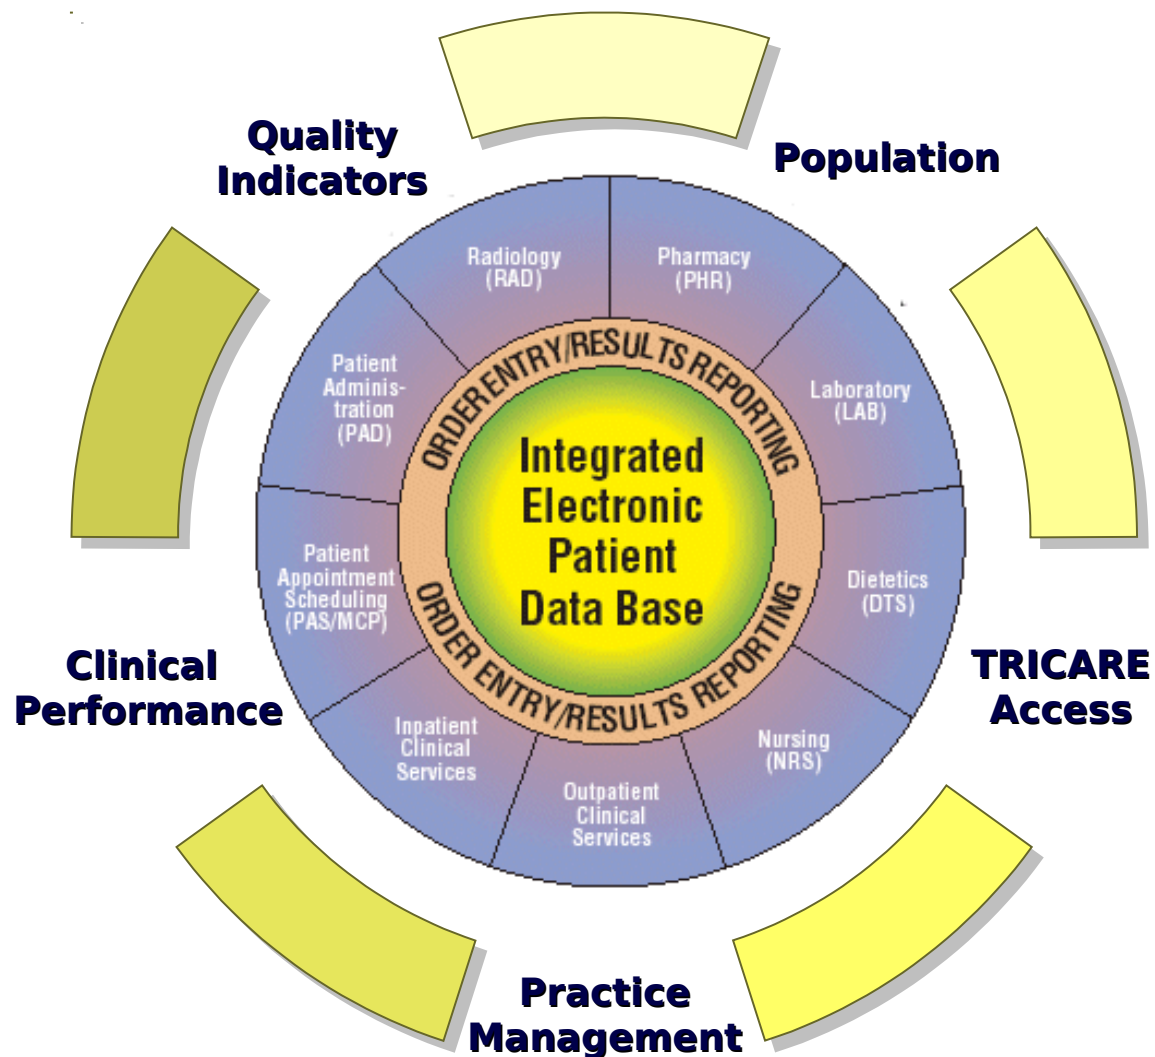 Quality
Indicators
Population
Radiology
(RAD)
Pharmacy
(PHR)
Patient
Adminis-
tration
(PAD)
Laboratory
(LAB)
ORDER ENTRY/RESULTS REPORTING
Integrated
Electronic
Patient
Data Base
ORDER ENTRY/RESULTS REPORTING
Patient
Appointment
Scheduling
(PAS/MCP)
Dietetics
(DTS)
Clinical
Performance
TRICARE
Access
Inpatient
Clinical
Services
Nursing
(NRS)
Outpatient
Clinical
Services
Practice
Management